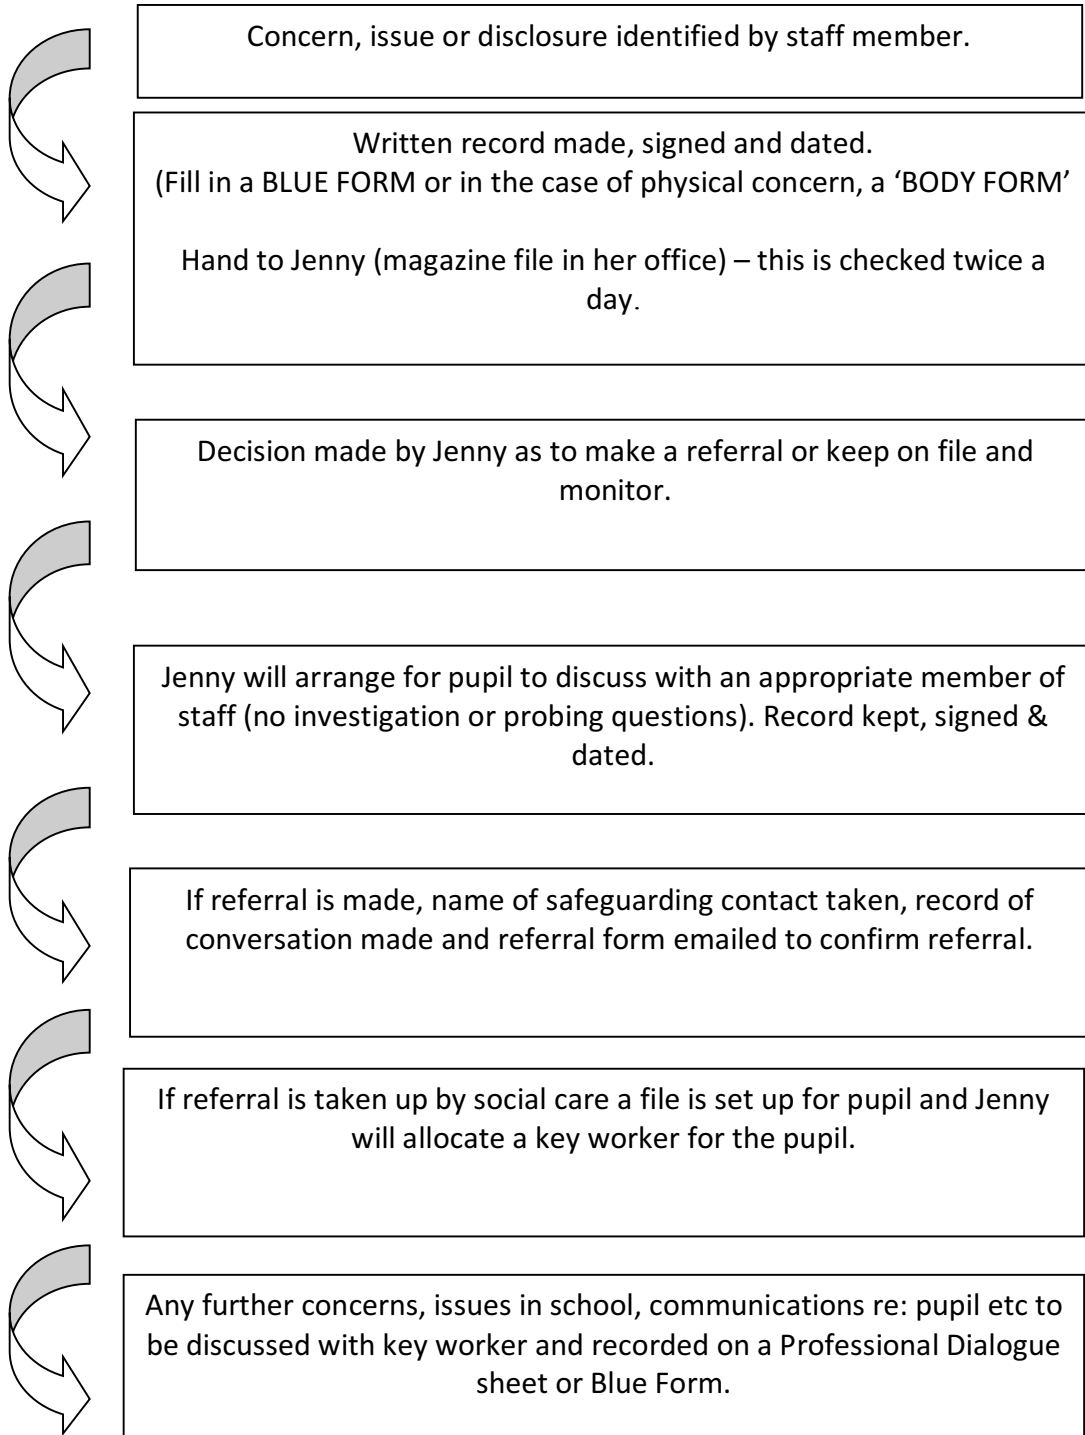 Concern, issue or disclosure identified by staff member.
Written record made, signed and dated.
(Fill in a BLUE FORM or in the case of physical concern, a ‘BODY FORM’
Hand to Jenny (magazine file in her office) – this is checked twice a
day.
Decision made by Jenny as to make a referral or keep on file and
monitor.
Jenny will arrange for pupil to discuss with an appropriate member of
staff (no investigation or probing questions). Record kept, signed &
dated.
If referral is made, name of safeguarding contact taken, record of
conversation made and referral form emailed to confirm referral.
If referral is taken up by social care a file is set up for pupil and Jenny
will allocate a key worker for the pupil.
Any further concerns, issues in school, communications re: pupil etc to
be discussed with key worker and recorded on a Professional Dialogue
sheet or Blue Form.